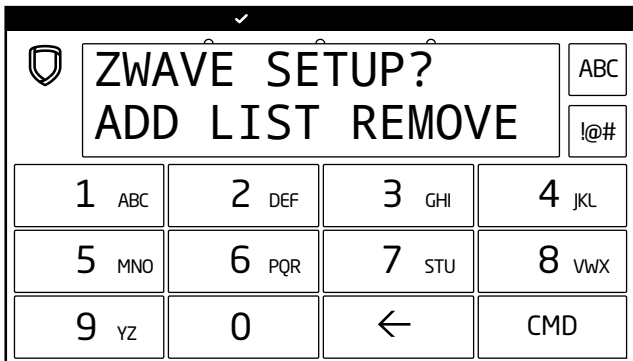 ZWAVE SETUP?
ADD LIST REMOVE
ABC
!@#
1 ABC 2 DEF 3 GHI 4 JKL
5 MNO 6 PQR 7 STU 8 VWX
9 YZ 0 ← CMD